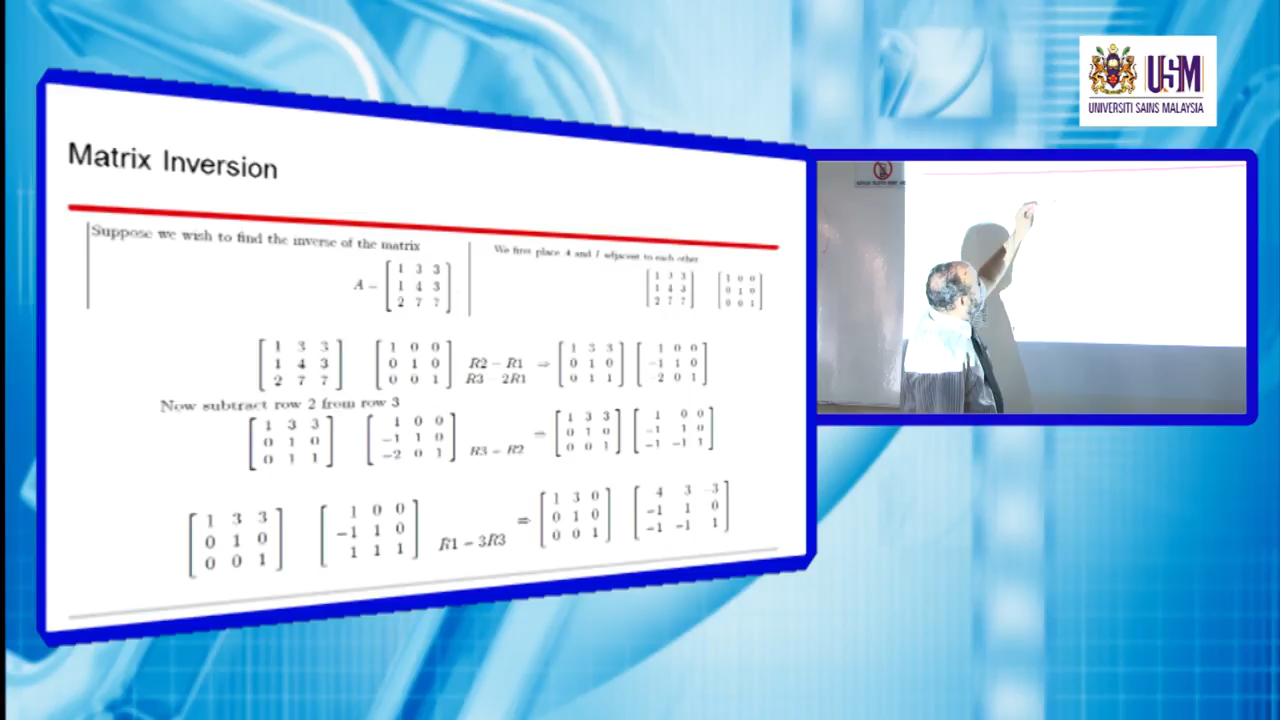 USM
UNIVERSITI SAINS MALAYSIA
Matrix Inversion
Suppose we wish to find the inverse of the matrix
A = [1 3 3
1 4 3
2 7 7]
We first place A and I adjacent to each other
[1 3 3] [1 0 0]
[1 4 3] [0 1 0]
[2 7 7] [0 0 1]
[1 3 3] [1 0 0] [1 3 3] [1 0 0]
[1 4 3] [0 1 0] R2 − R1 ⇒ [0 1 0] [−1 1 0]
[2 7 7] [0 0 1] R3 − 2R1 [0 1 1] [−2 0 1]
Now subtract row 2 from row 3
[1 3 3] [1 0 0] [1 3 3] [1 0 0]
[0 1 0] [−1 1 0] ⇒ [0 1 0] [−1 1 0]
[0 1 1] [−2 0 1] R3 − R2 [0 0 1] [−1 −1 1]
[1 3 3] [1 0 0] ⇒ [1 3 0] [4 3 −3]
[0 1 0] [−1 1 0] [0 1 0] [−1 1 0]
[0 0 1] [1 1 1] R1 − 3R3 [0 0 1] [−1 −1 1]